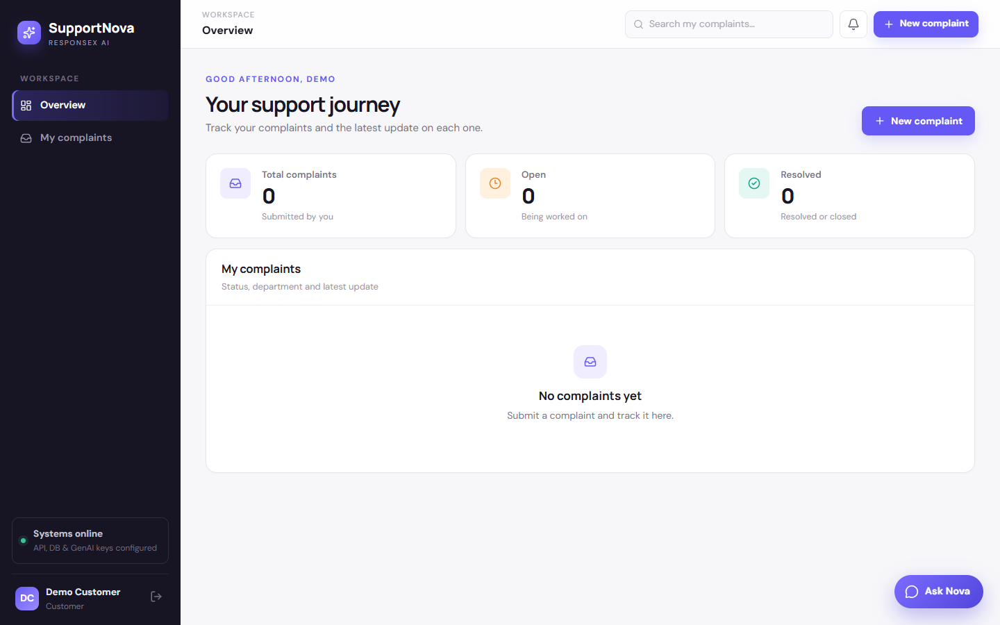 SupportNova
RESPONSEX AI
WORKSPACE
Overview
My complaints
Systems online
API, DB & GenAI keys configured
DC
Demo Customer
Customer
WORKSPACE
Overview
Search my complaints...
New complaint
GOOD AFTERNOON, DEMO
Your support journey
Track your complaints and the latest update on each one.
New complaint
Total complaints
0
Submitted by you
Open
0
Being worked on
Resolved
0
Resolved or closed
My complaints
Status, department and latest update
No complaints yet
Submit a complaint and track it here.
Ask Nova